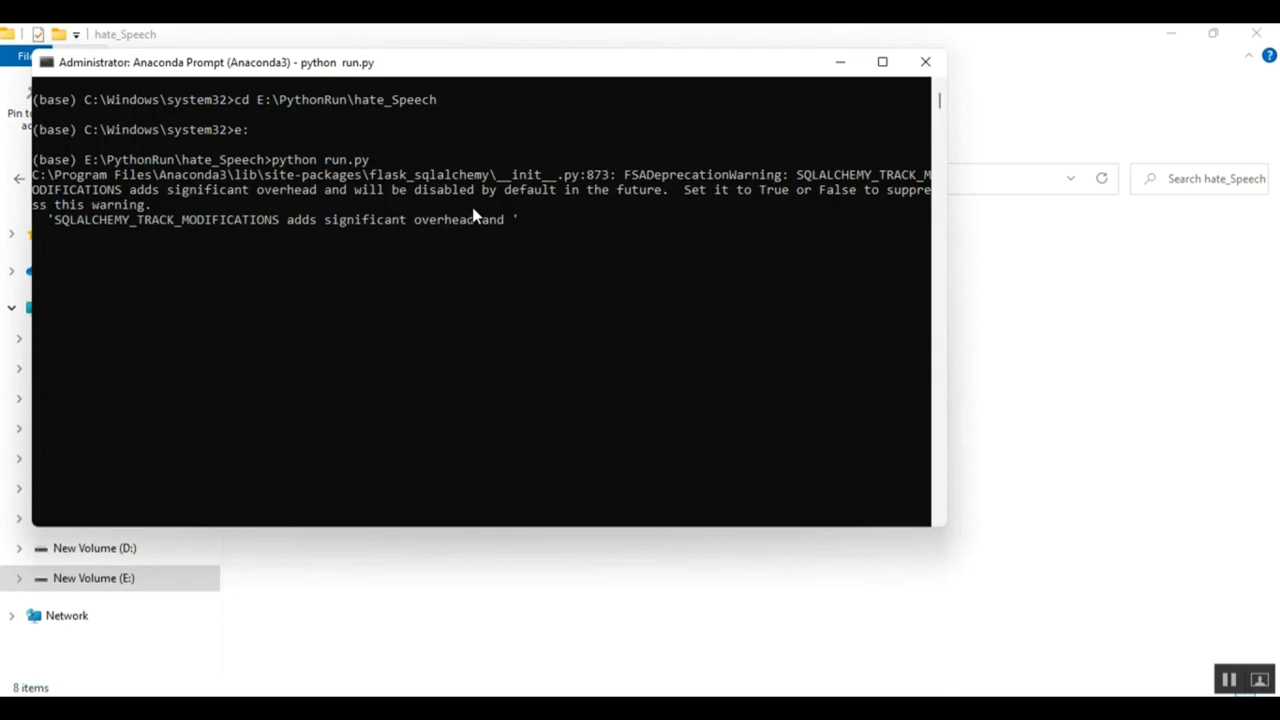 hate_Speech
Administrator: Anaconda Prompt (Anaconda3) - python  run.py
(base) C:\Windows\system32>cd E:\PythonRun\hate_Speech
(base) C:\Windows\system32>e:
(base) E:\PythonRun\hate_Speech>python run.py
C:\Program Files\Anaconda3\lib\site-packages\flask_sqlalchemy\__init__.py:873: FSADeprecationWarning: SQLALCHEMY_TRACK_M
ODIFICATIONS adds significant overhead and will be disabled by default in the future.  Set it to True or False to suppre
ss this warning.
'SQLALCHEMY_TRACK_MODIFICATIONS adds significant overhead and '
Search hate_Speech
New Volume (D:)
New Volume (E:)
Network
8 items